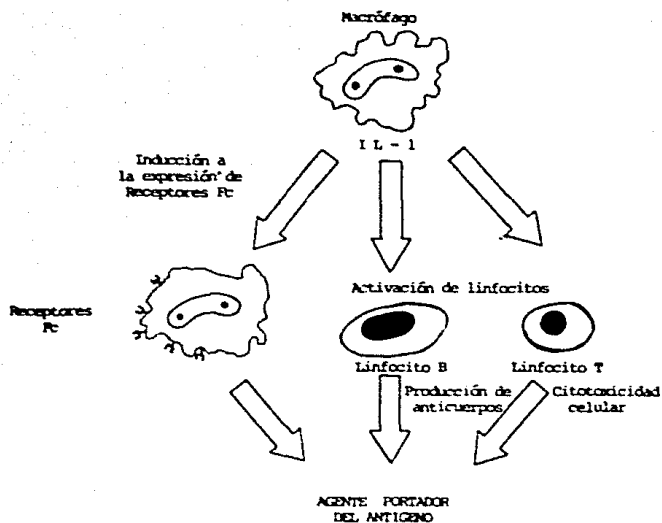 Macrófago
IL-1
Inducción a
la expresión de
Receptores Fc
Receptores
Fc
Activación de linfocitos
Linfocito B
Linfocito T
Producción de
anticuerpos
Citotoxicidad
celular
AGENTE PORTADOR
DEL ANTIGENO